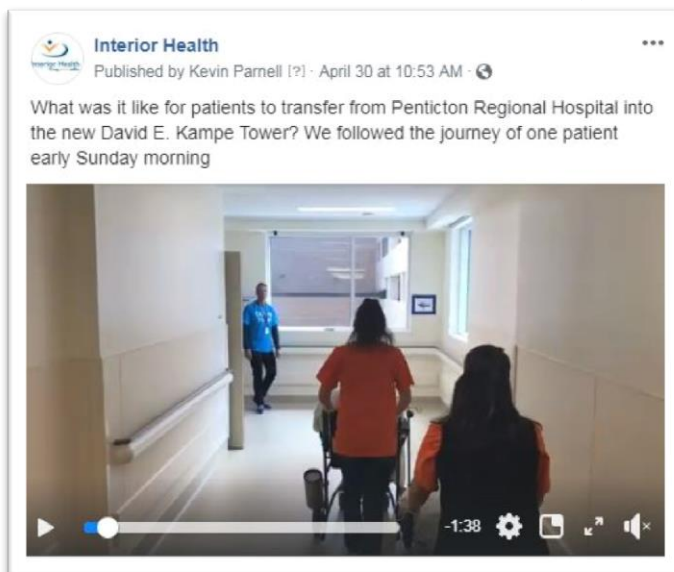 Interior Health
Published by Kevin Parnell [?] · April 30 at 10:53 AM ·
What was it like for patients to transfer from Penticton Regional Hospital into
the new David E. Kampe Tower? We followed the journey of one patient
early Sunday morning
-1:38